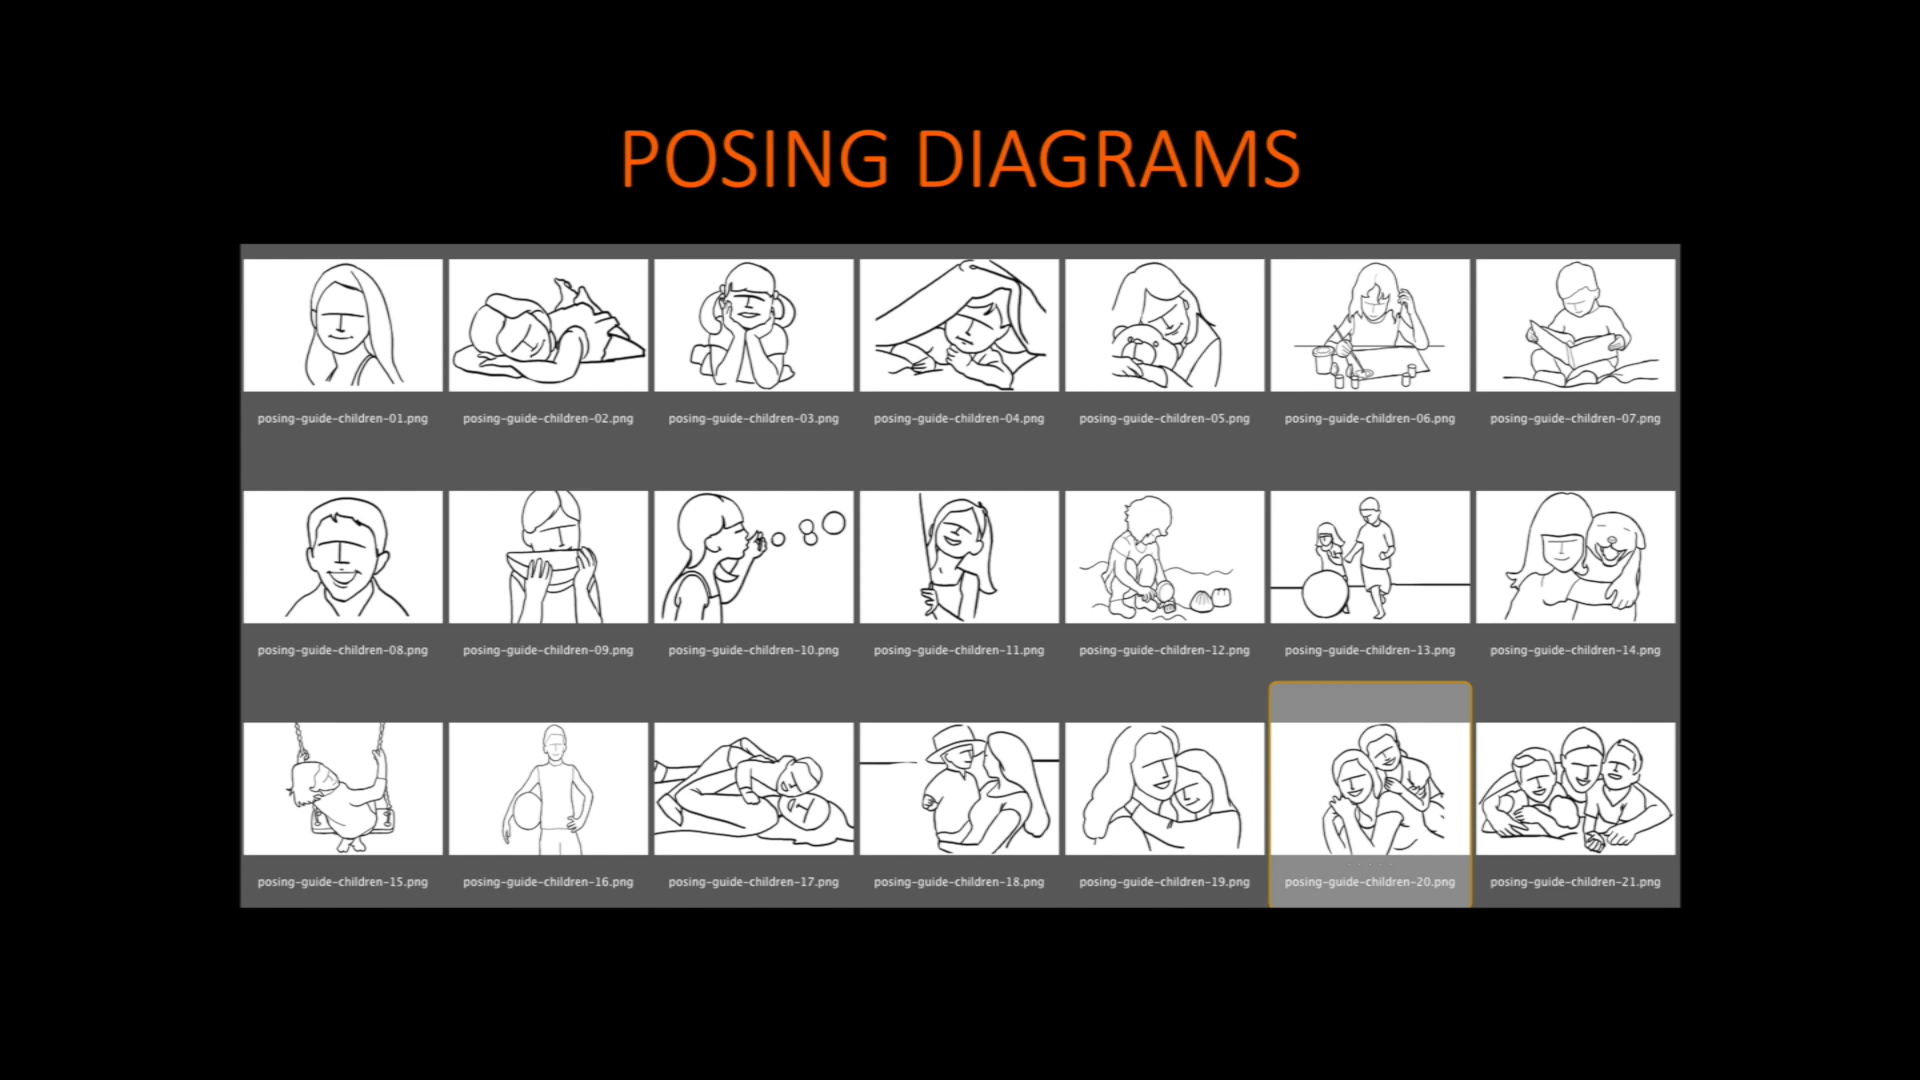 POSING DIAGRAMS
posing-guide-children-01.png posing-guide-children-02.png posing-guide-children-03.png posing-guide-children-04.png posing-guide-children-05.png posing-guide-children-06.png posing-guide-children-07.png
posing-guide-children-08.png posing-guide-children-09.png posing-guide-children-10.png posing-guide-children-11.png posing-guide-children-12.png posing-guide-children-13.png posing-guide-children-14.png
posing-guide-children-15.png posing-guide-children-16.png posing-guide-children-17.png posing-guide-children-18.png posing-guide-children-19.png posing-guide-children-20.png posing-guide-children-21.png